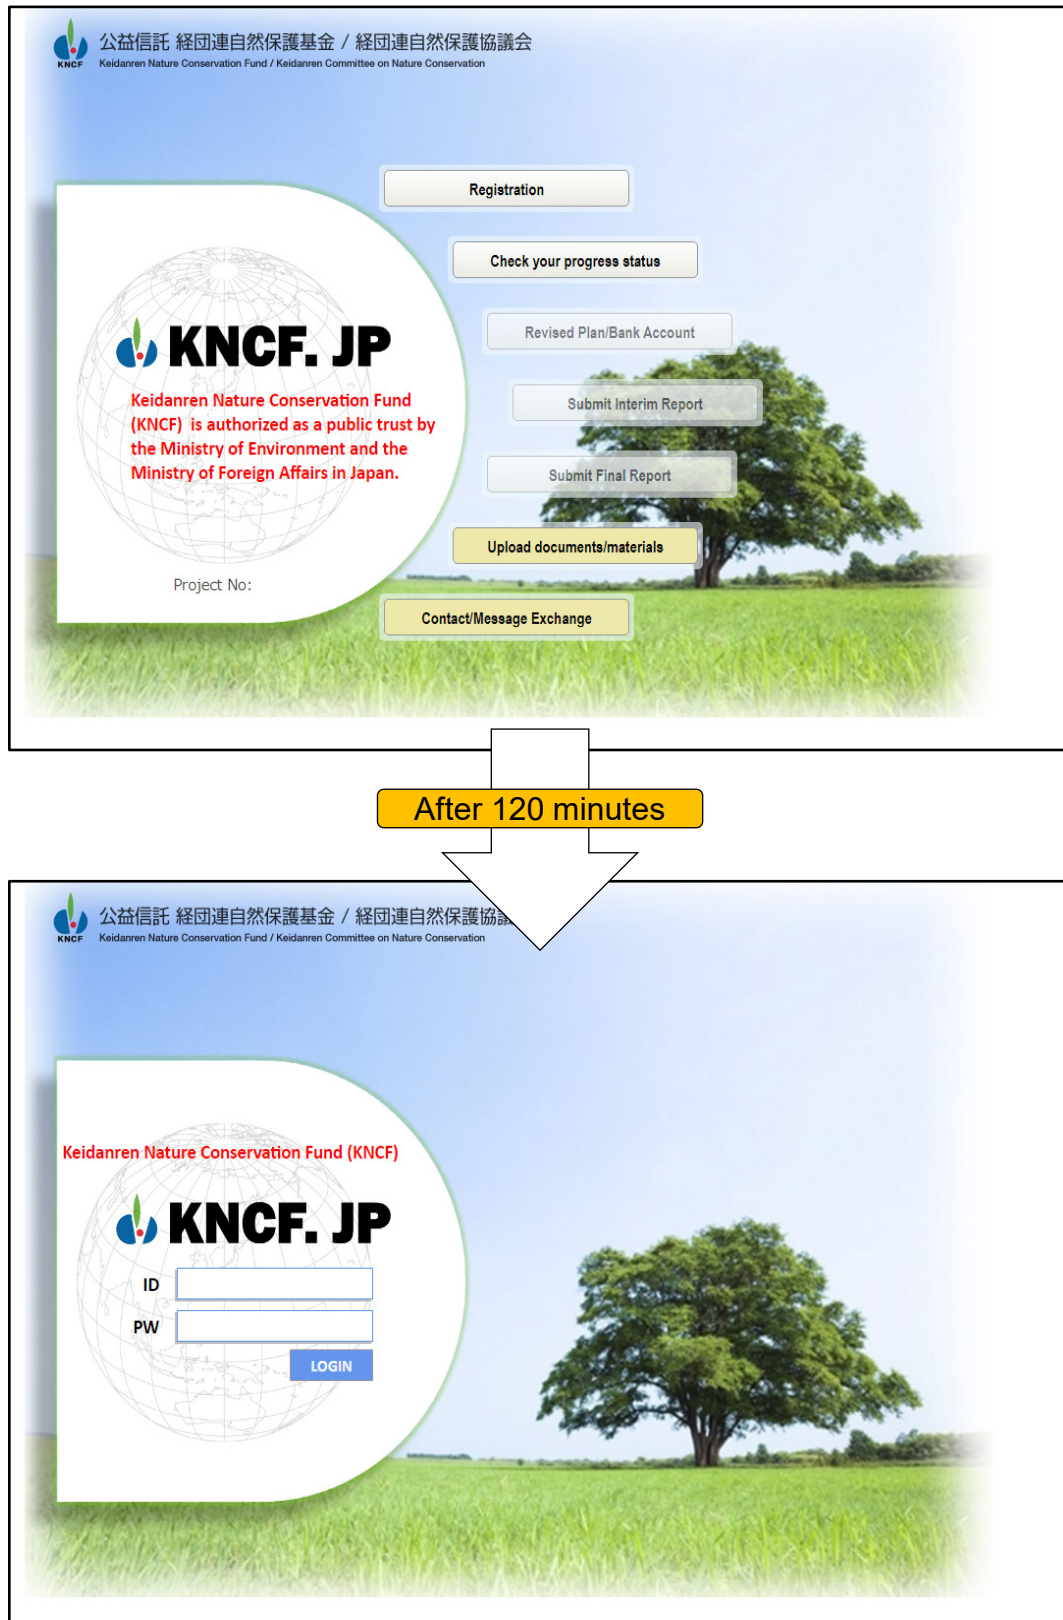 公益信託 経団連自然保護基金 / 経団連自然保護協議会
KNCF
Keidanren Nature Conservation Fund / Keidanren Committee on Nature Conservation
Registration
Check your progress status
Revised Plan/Bank Account
KNCF. JP
Keidanren Nature Conservation Fund
(KNCF) is authorized as a public trust by
the Ministry of Environment and the
Ministry of Foreign Affairs in Japan.
Submit Interim Report
Submit Final Report
Upload documents/materials
Project No:
Contact/Message Exchange
After 120 minutes
公益信託 経団連自然保護基金 / 経団連自然保護協
KNCF
Keidanren Nature Conservation Fund / Keidanren Committee on Nature Conservation
Keidanren Nature Conservation Fund (KNCF)
KNCF. JP
ID
PW
LOGIN